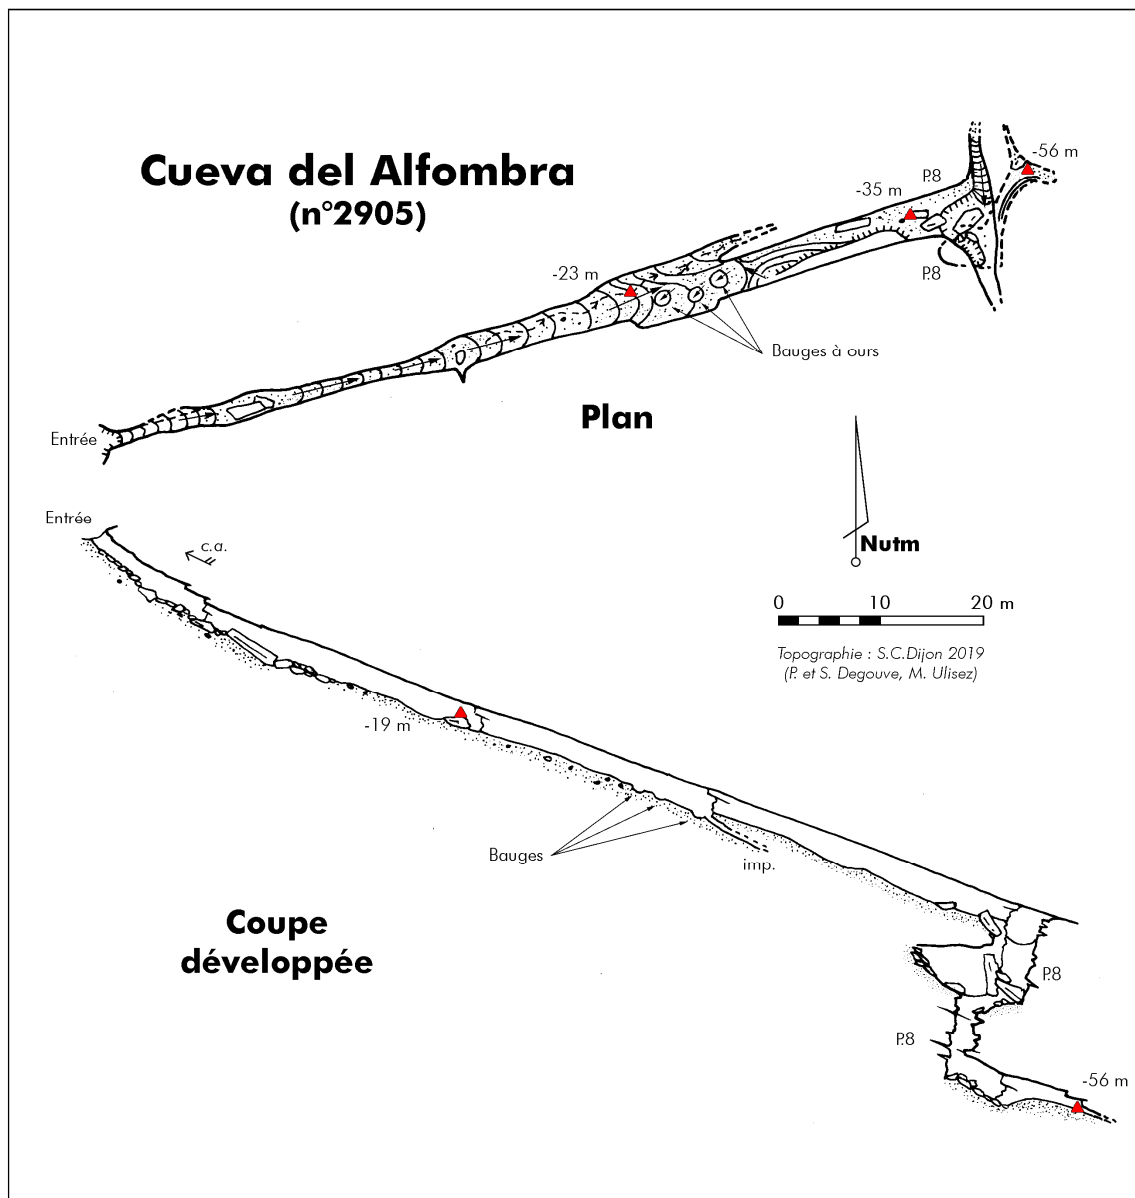 Cueva del Alfombra
(n°2905)
-56 m
P.8
-35 m
-23 m
P.8
Bauges à ours
Plan
Entrée
Entrée
c.a.
Nutm
0 10 20 m
Topographie : S.C.Dijon 2019
(P. et S. Degouve, M. Ulisez)
-19 m
Bauges
imp.
Coupe
développée
P.8
P.8
-56 m